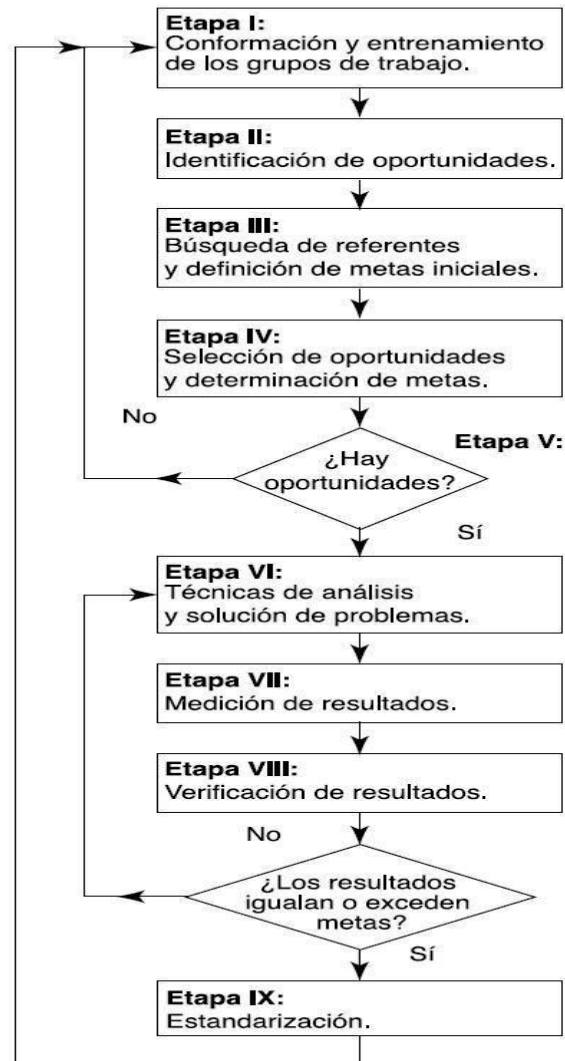 Etapa I:
Conformación y entrenamiento
de los grupos de trabajo.
Etapa II:
Identificación de oportunidades.
Etapa III:
Búsqueda de referentes
y definición de metas iniciales.
Etapa IV:
Selección de oportunidades
y determinación de metas.
No
Etapa V:
¿Hay
oportunidades?
Sí
Etapa VI:
Técnicas de análisis
y solución de problemas.
Etapa VII:
Medición de resultados.
Etapa VIII:
Verificación de resultados.
No
¿Los resultados
igualan o exceden
metas?
Sí
Etapa IX:
Estandarización.